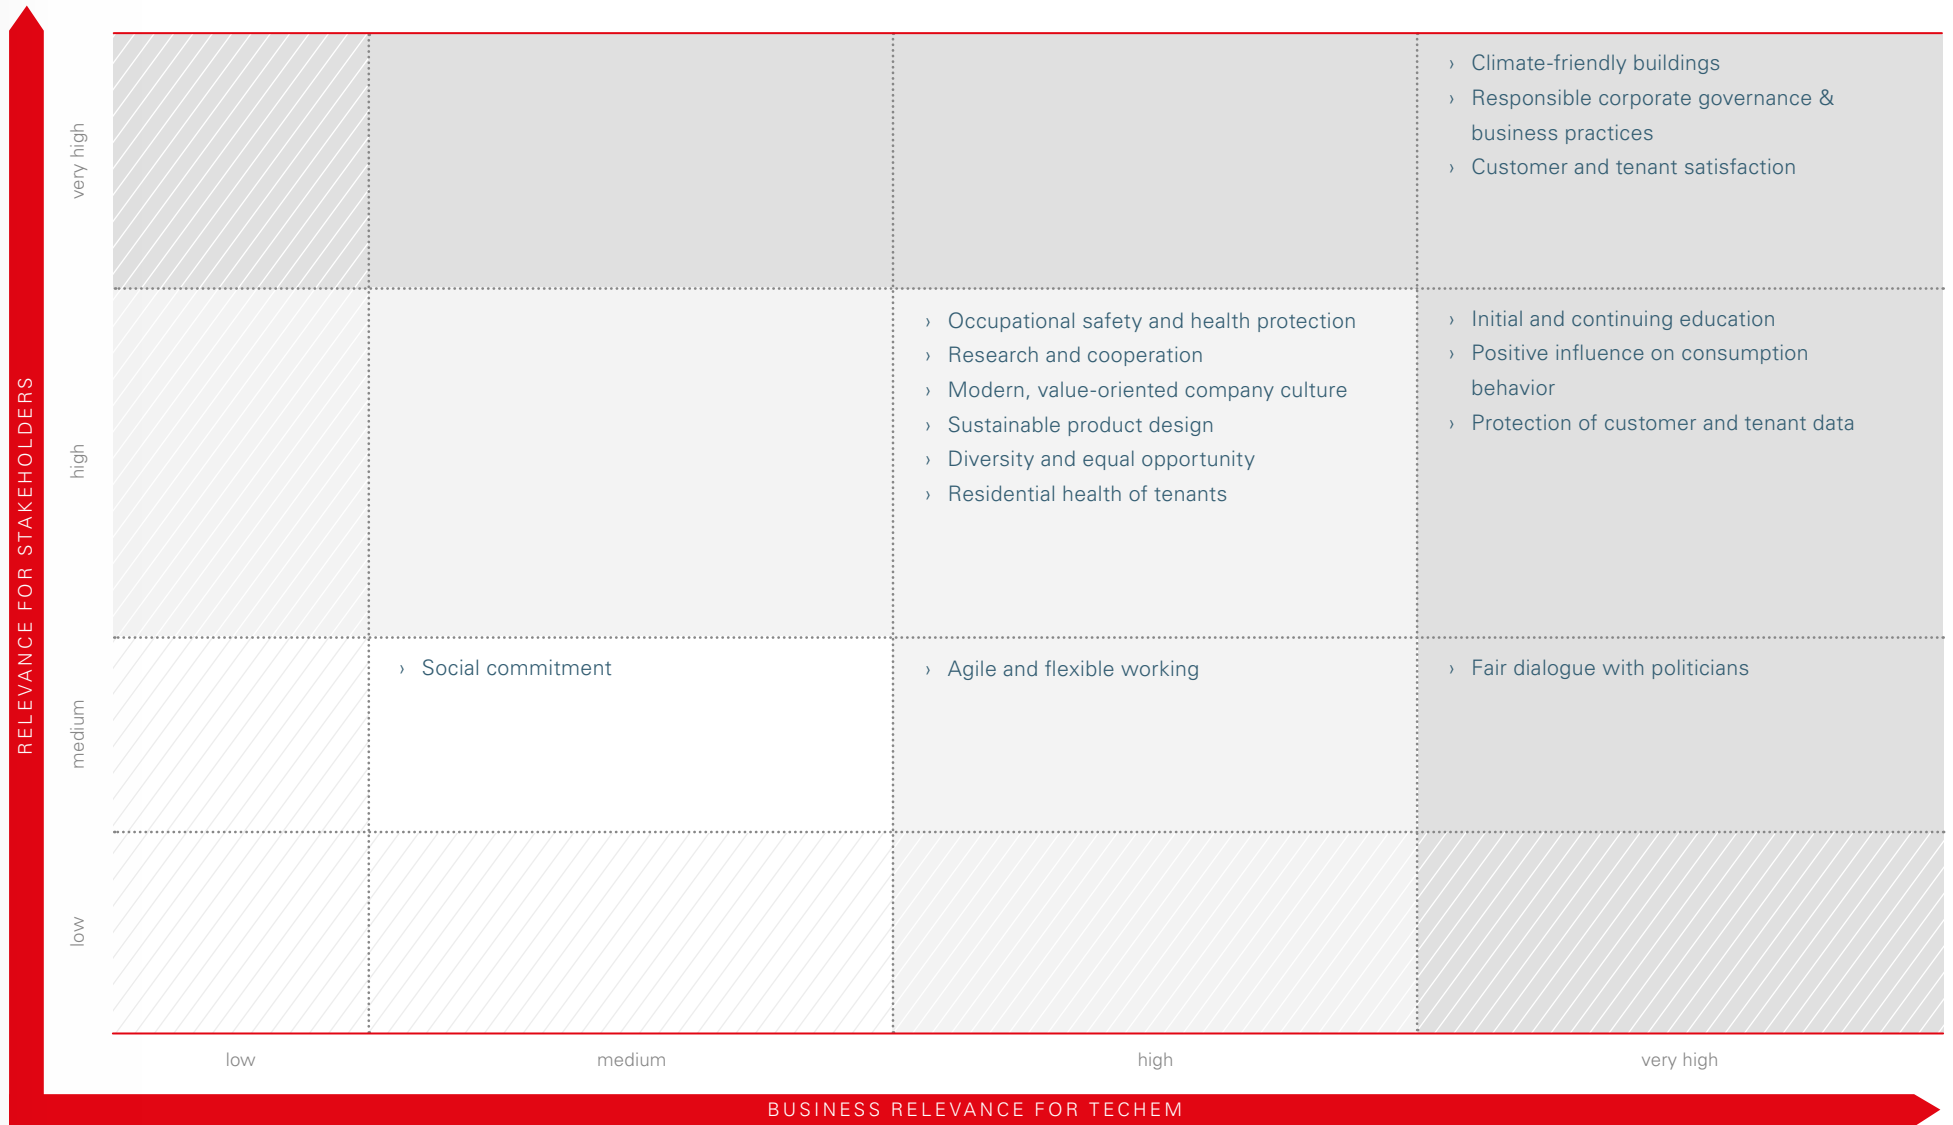 RELEVANCE FOR STAKEHOLDERS
very high
› Climate-friendly buildings
› Responsible corporate governance &
business practices
› Customer and tenant satisfaction
high
› Occupational safety and health protection
› Research and cooperation
› Modern, value-oriented company culture
› Sustainable product design
› Diversity and equal opportunity
› Residential health of tenants
› Initial and continuing education
› Positive influence on consumption
behavior
› Protection of customer and tenant data
medium
› Social commitment
› Agile and flexible working
› Fair dialogue with politicians
low
low
medium
high
very high
BUSINESS RELEVANCE FOR TECHEM